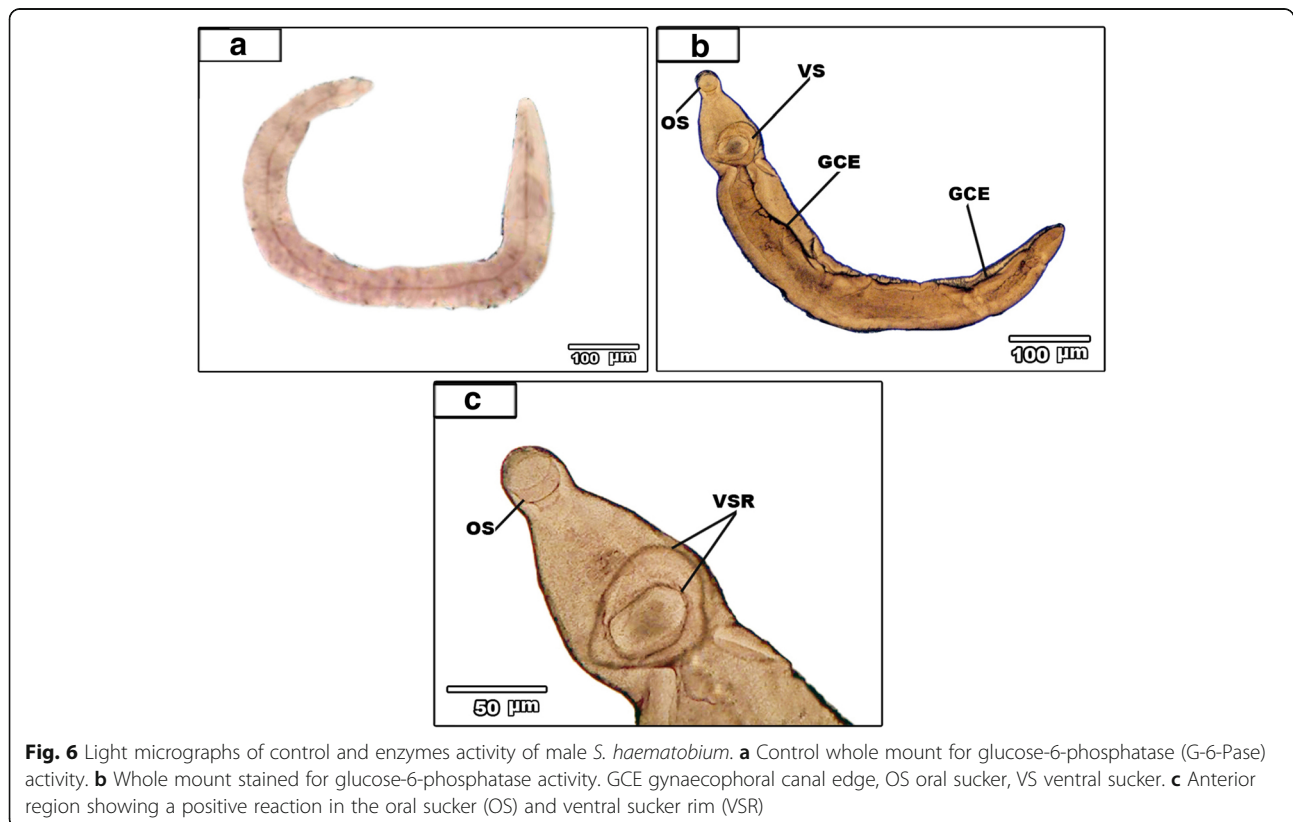 a
100 µm
b
VS
OS
GCE
GCE
100 µm
c
OS
VSR
50 µm
Fig. 6 Light micrographs of control and enzymes activity of male S. haematobium. a Control whole mount for glucose-6-phosphatase (G-6-Pase)
activity. b Whole mount stained for glucose-6-phosphatase activity. GCE gynaecophoral canal edge, OS oral sucker, VS ventral sucker. c Anterior
region showing a positive reaction in the oral sucker (OS) and ventral sucker rim (VSR)